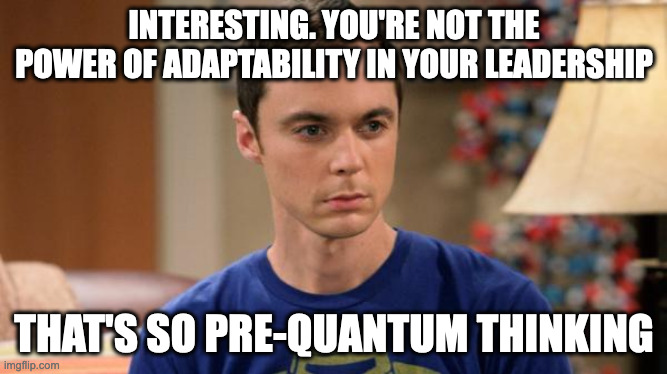 INTERESTING. YOU'RE NOT THE
POWER OF ADAPTABILITY IN YOUR LEADERSHIP
THAT'S SO PRE-QUANTUM THINKING
imgflip.com